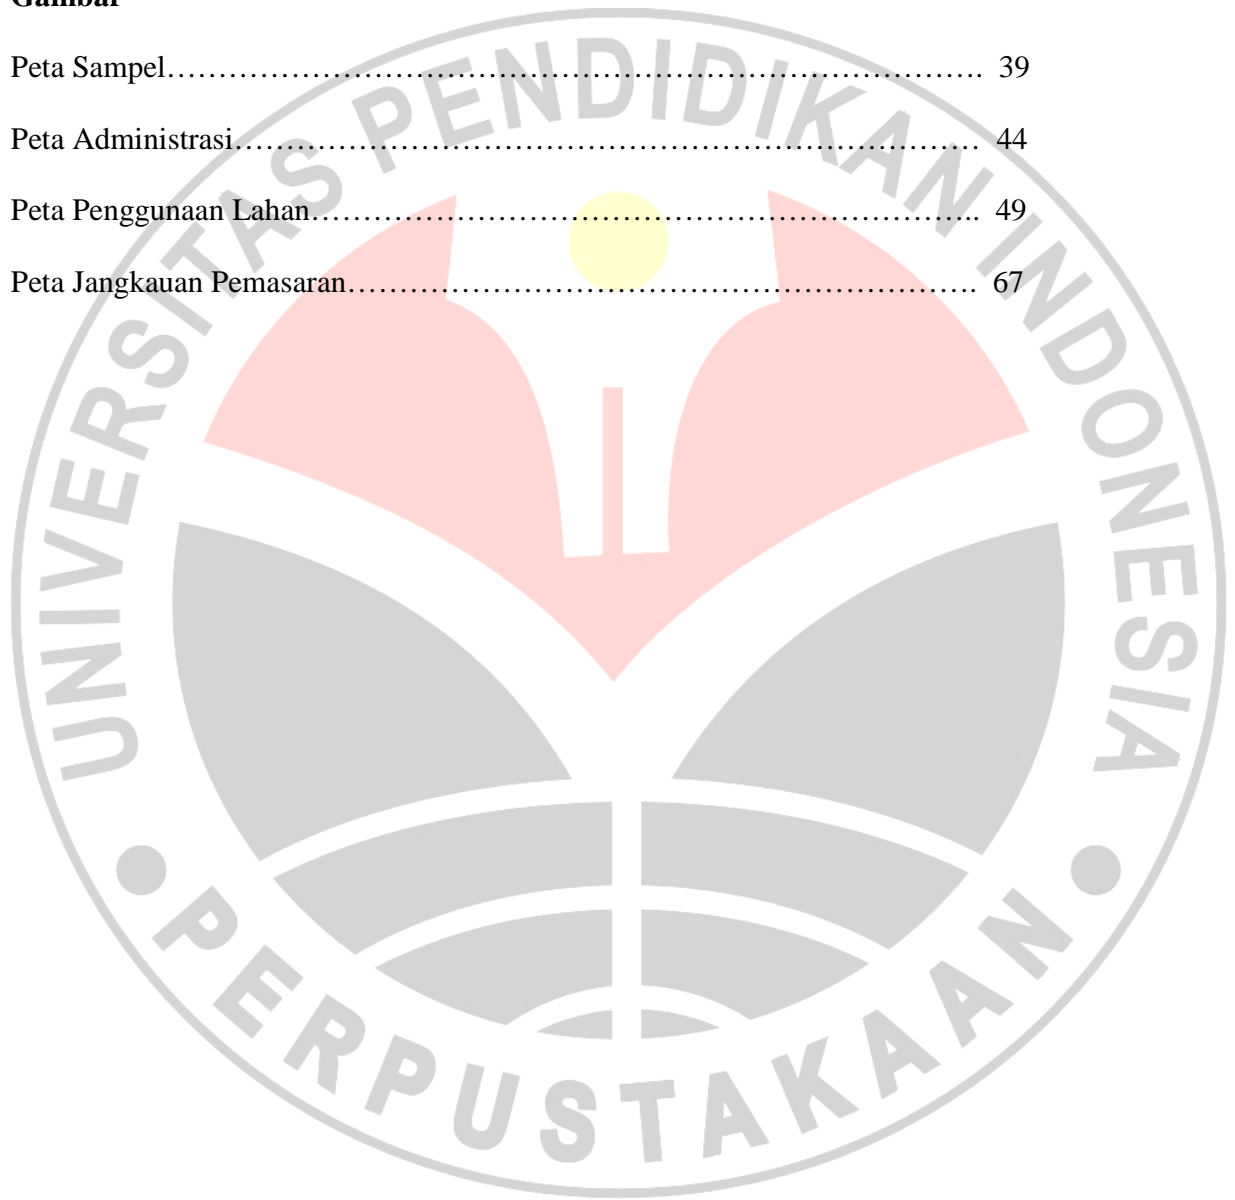 Gambar
Peta Sampel……………………………………………………………………. 39
Peta Administrasi……………………………………………………………… 44
Peta Penggunaan Lahan……………………………………………………….. 49
Peta Jangkauan Pemasaran……………………………………………………. 67
UNIVERSITAS PENDIDIKAN INDONESIA
PERPUSTAKAAN